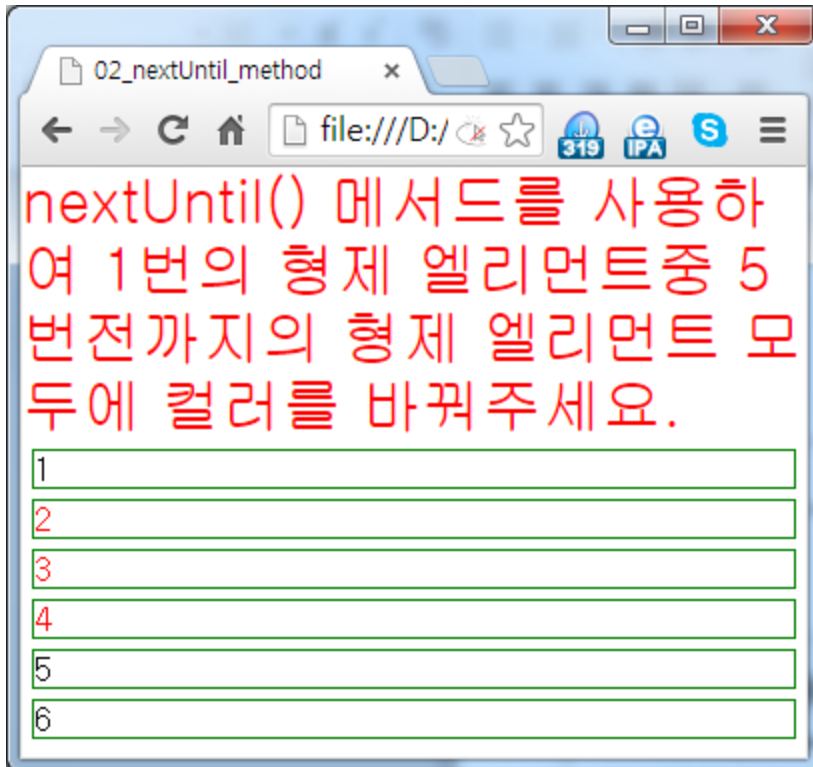 02_nextUntil_method
file:///D:/
319
IPA
nextUntil() 메서드를 사용하
여 1번의 형제 엘리먼트중 5
번전까지의 형제 엘리먼트 모
두에 컬러를 바꿔주세요.
1
2
3
4
5
6